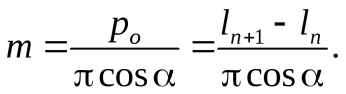 m = p_o / (π cos α) = (l_{n+1} - l_n) / (π cos α).